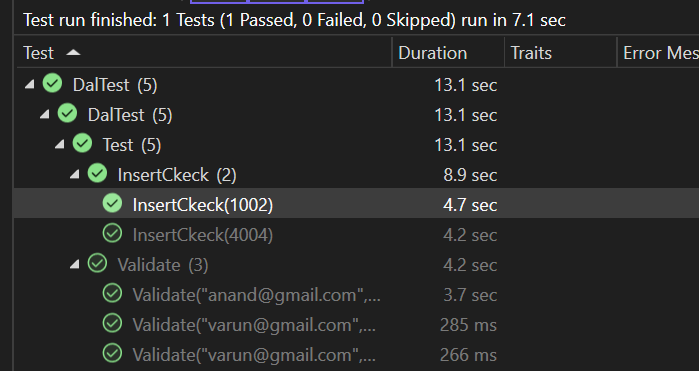 Test run finished: 1 Tests (1 Passed, 0 Failed, 0 Skipped) run in 7.1 sec
Test Duration Traits Error Mes
DalTest (5) 13.1 sec
DalTest (5) 13.1 sec
Test (5) 13.1 sec
InsertCkeck (2) 8.9 sec
InsertCkeck(1002) 4.7 sec
InsertCkeck(4004) 4.2 sec
Validate (3) 4.2 sec
Validate("anand@gmail.com",... 3.7 sec
Validate("varun@gmail.com",... 285 ms
Validate("varun@gmail.com",... 266 ms